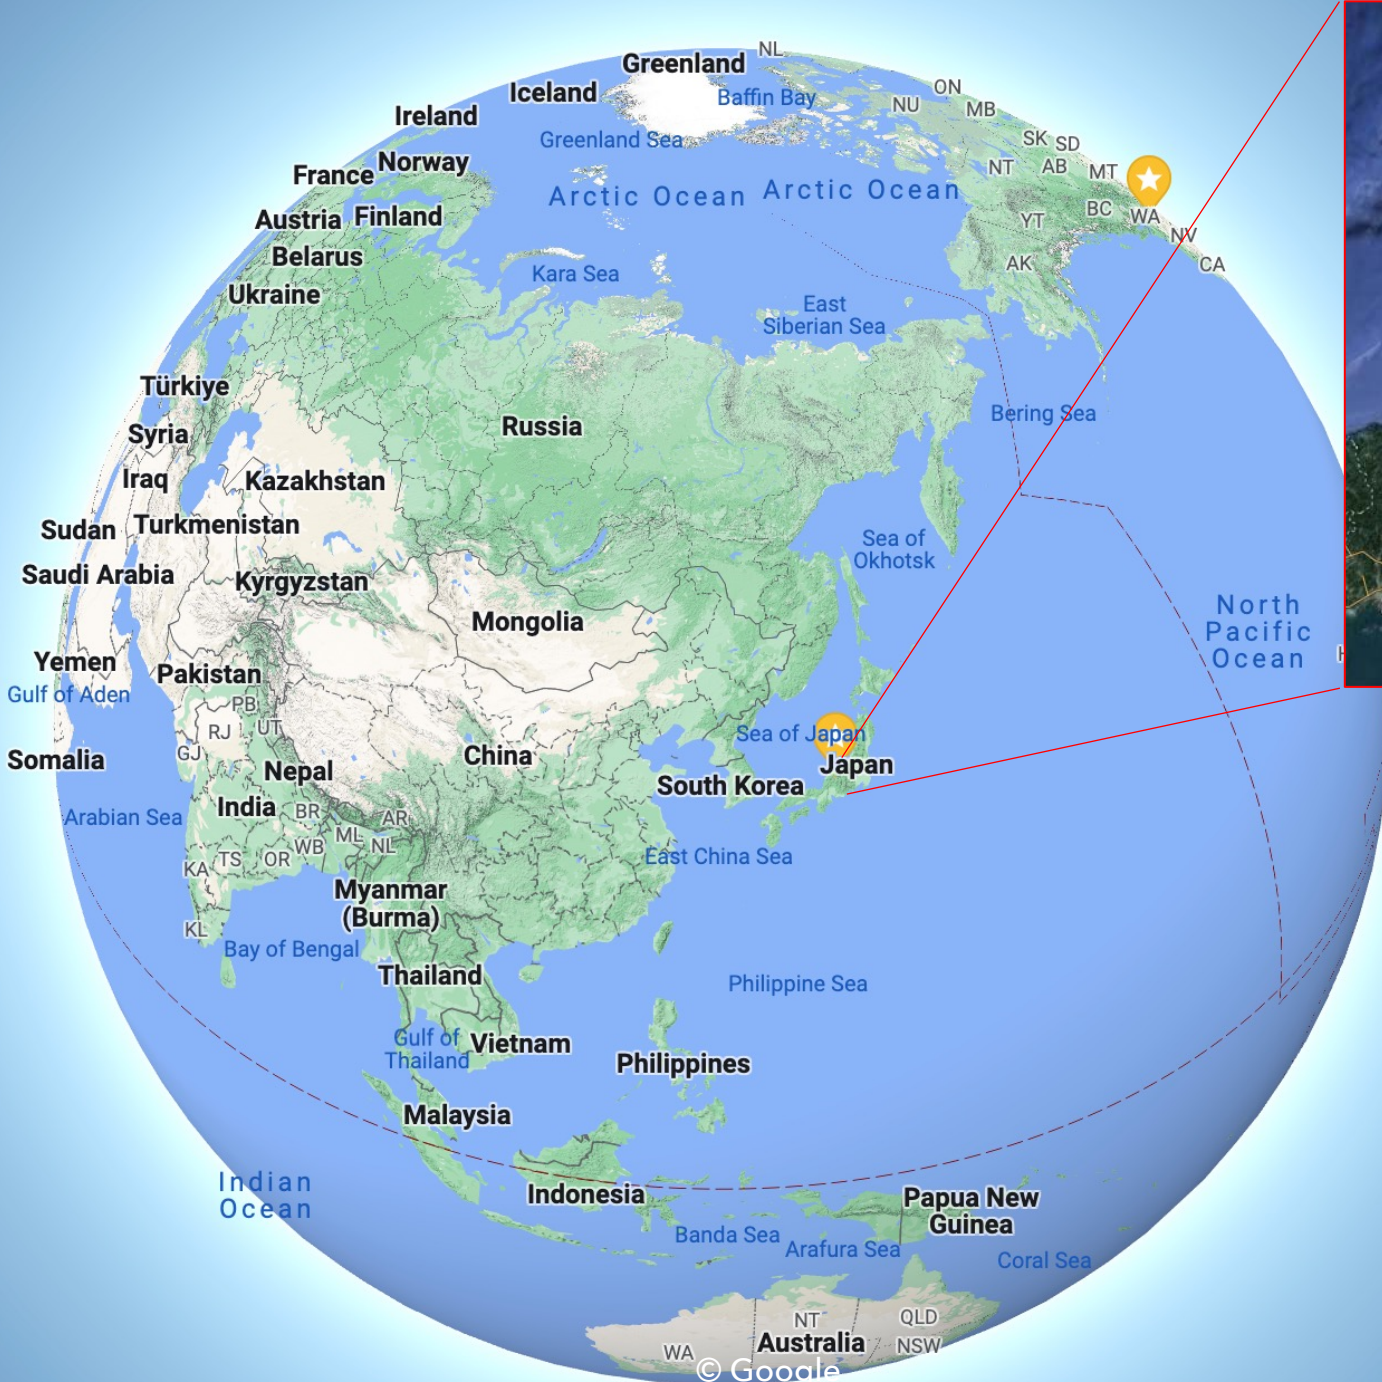 NL
Greenland
ON
Iceland
Baffin Bay
NU
MB
Ireland
Greenland Sea
SK
SD
Norway
NT
AB
MT
France
Arctic Ocean
Arctic Ocean
Austria
Finland
YT
BC
WA
NV
Belarus
AK
CA
Kara Sea
Ukraine
East
Siberian Sea
Türkiye
Bering Sea
Syria
Russia
Iraq
Kazakhstan
Sudan
Turkmenistan
Sea of
Okhotsk
Saudi Arabia
Kyrgyzstan
North
Pacific
Ocean
Mongolia
Yemen
Pakistan
Gulf of Aden
PB
RJ
UT
GJ
Sea of Japan
Somalia
Nepal
China
Japan
South Korea
India
BR
Arabian Sea
AR
ML
NL
WB
TS
OR
KA
East China Sea
Myanmar
(Burma)
KL
Bay of Bengal
Thailand
Philippine Sea
Gulf of
Thailand
Vietnam
Philippines
Malaysia
Indian
Ocean
Indonesia
Papua New
Guinea
Banda Sea
Arafura Sea
Coral Sea
NT
QLD
Australia
NSW
WA
© Google